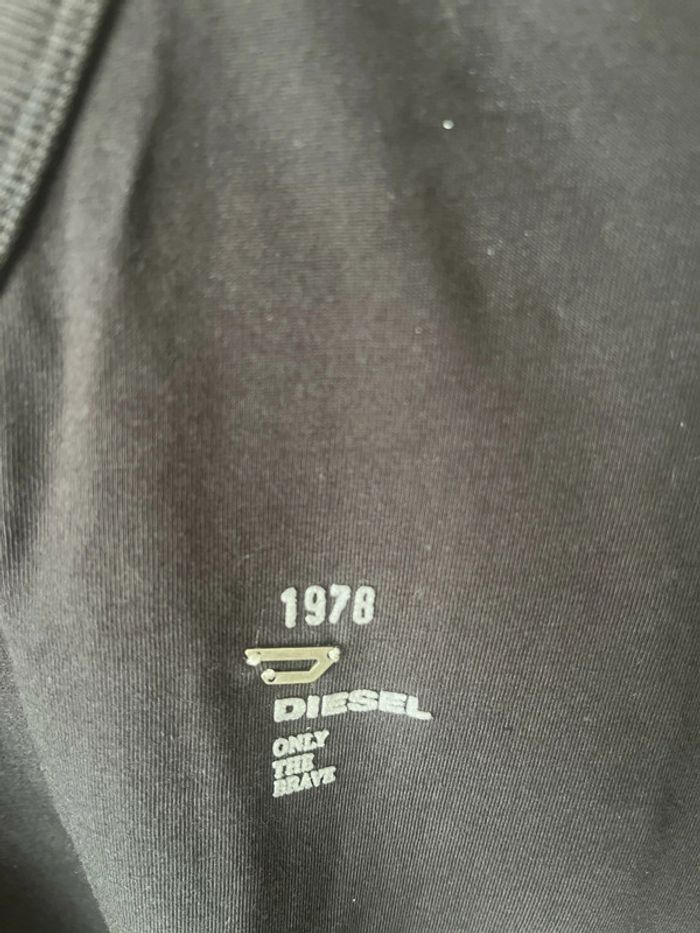 1978
DIESEL
ONLY
THE
BRAVE